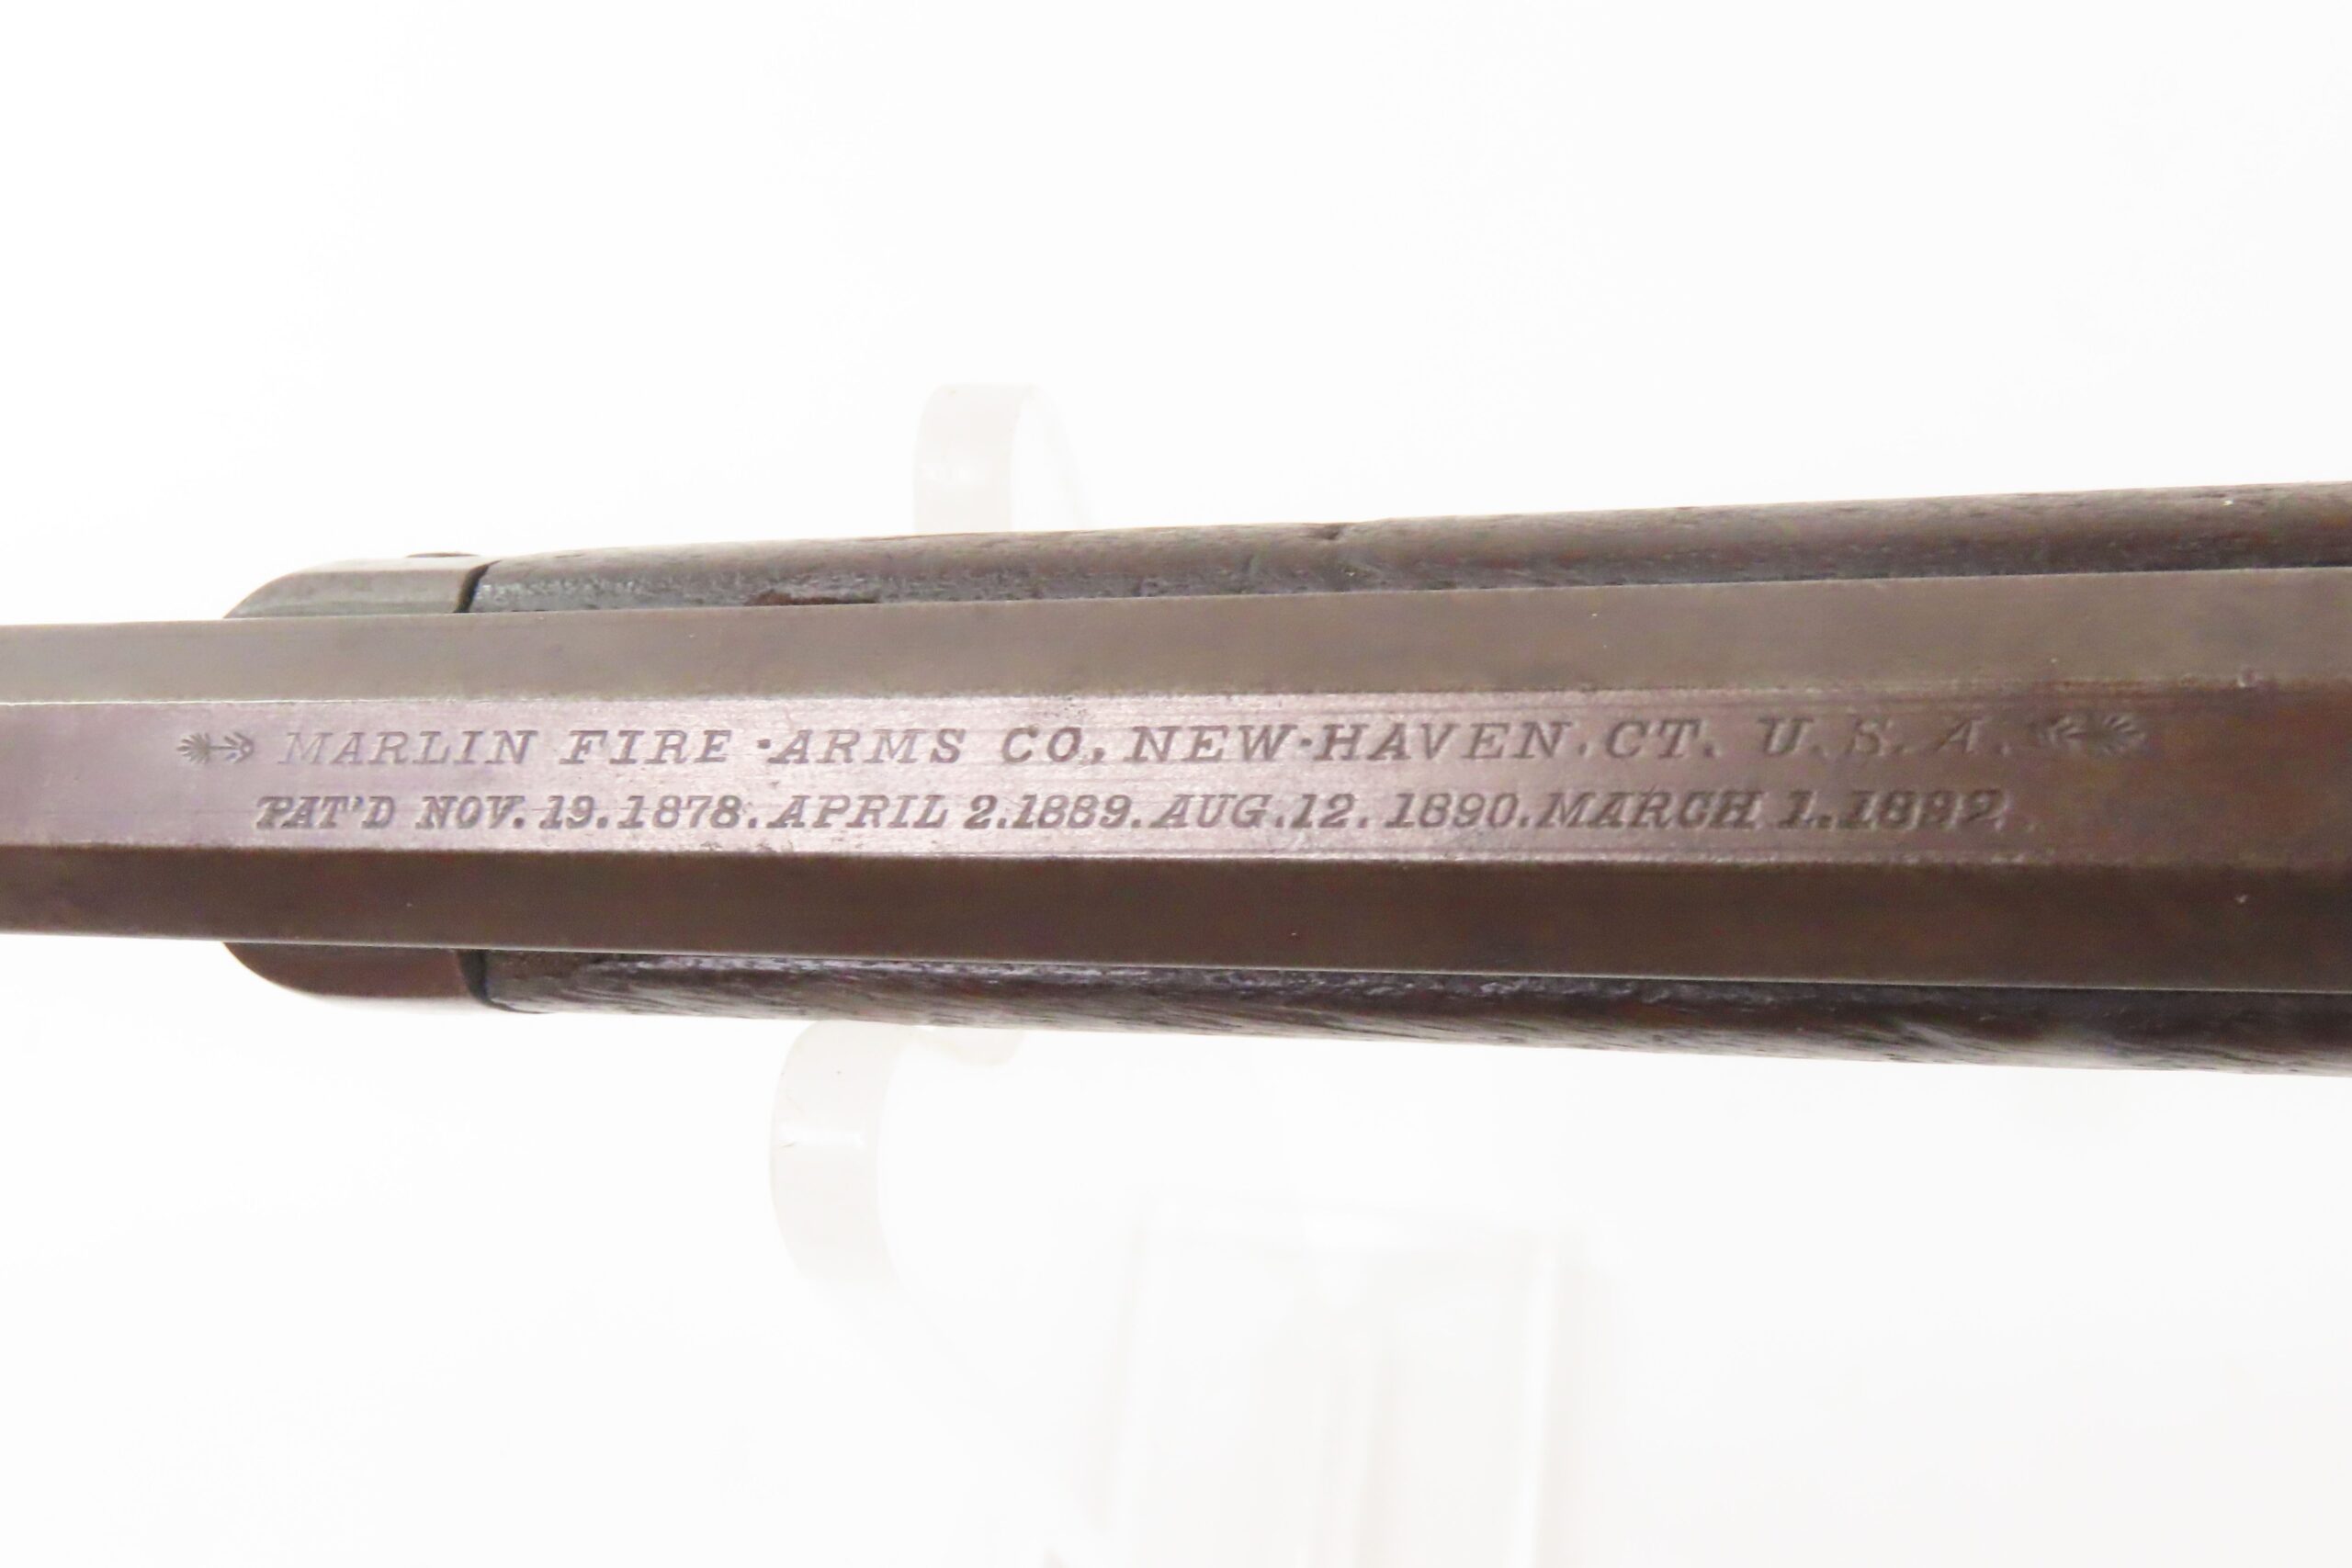 MARLIN FIRE-ARMS CO., NEW-HAVEN.CT. U.S.A.
PAT'D NOV. 19.1878.APRIL 2.1889.AUG.12.1890.MARCH 1.1892